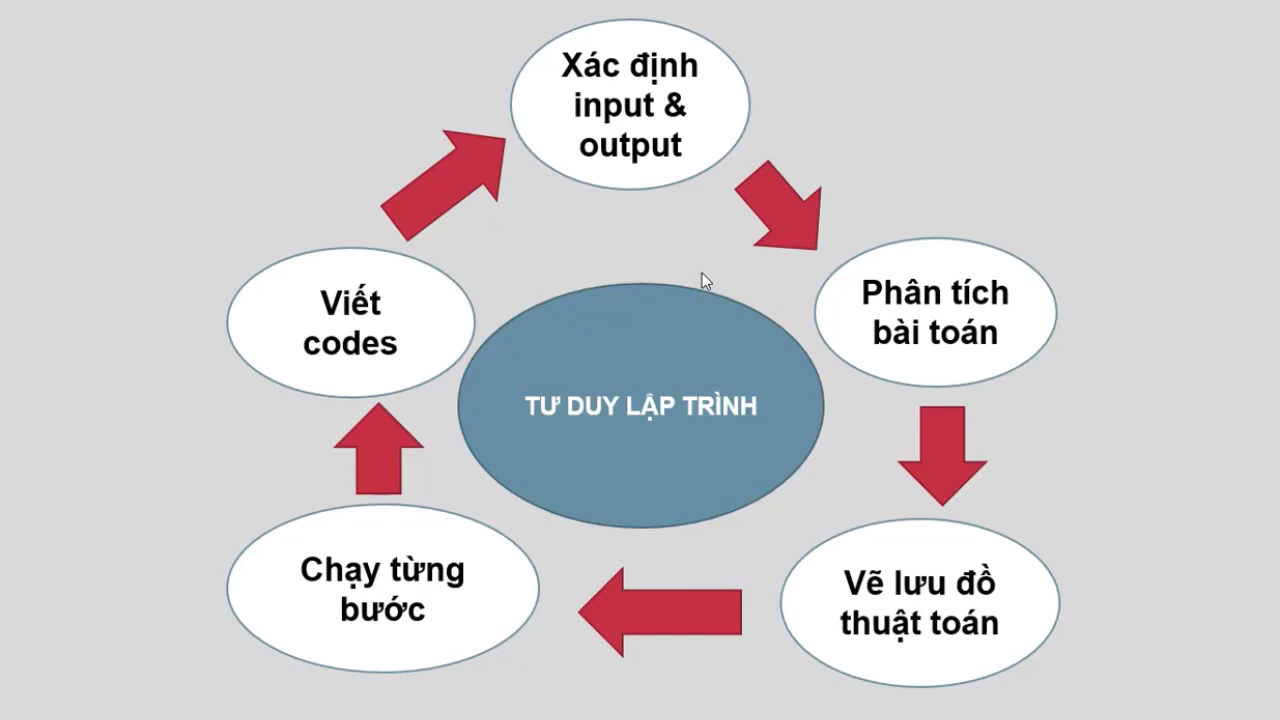 Xác định
input &
output
Phân tích
bài toán
Vẽ lưu đồ
thuật toán
Chạy từng
bước
Viết
codes
TƯ DUY LẬP TRÌNH